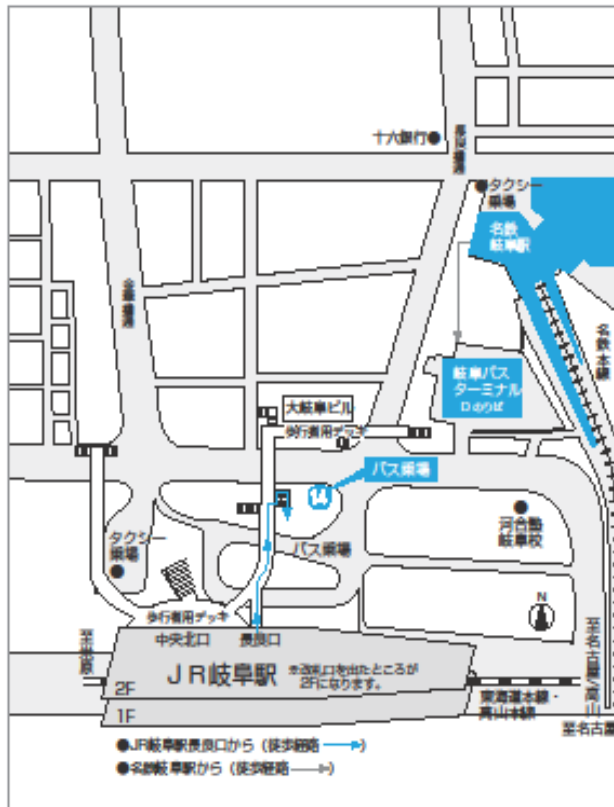 十六銀行●
長良橋通
●タクシー
乗場
名鉄
岐阜駅
金華橋通
名鉄本線
岐阜バス
ターミナル
Dのりば
大岐阜ビル
歩行者用デッキ
バス乗場
14
河合塾
岐阜校
タクシー
乗場
バス乗場
N
歩行者用デッキ
中央北口
長良口
JR岐阜駅
※改札口を出たところが
2Fになります。
2F
1F
東海道本線・
高山本線
至名古屋/高山
至名古屋
●JR岐阜駅長良口から（徒歩経路 ）
●名鉄岐阜駅から（徒歩経路 ）